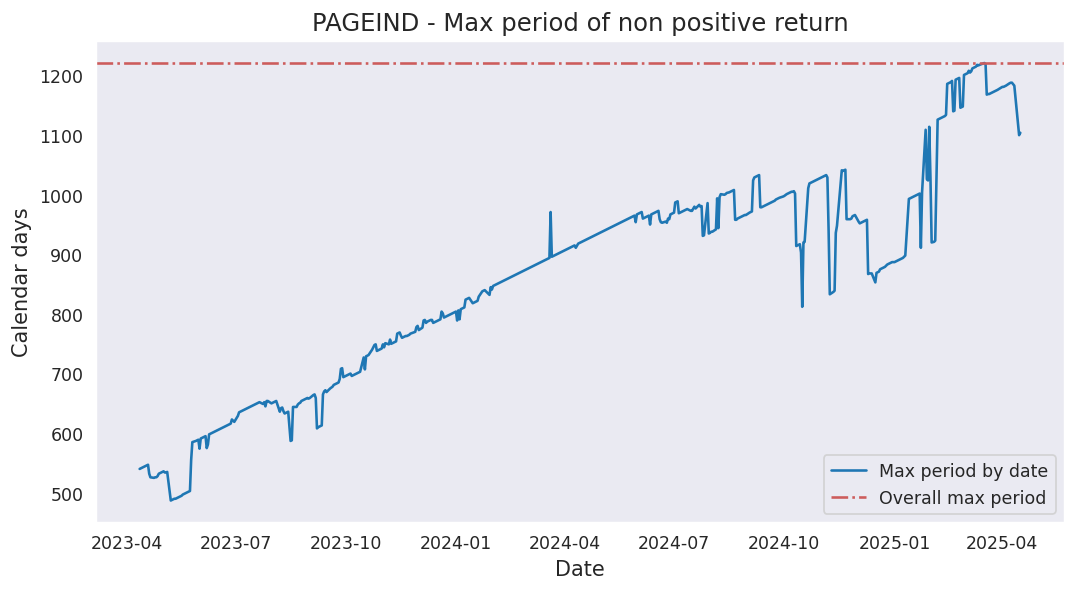 PAGEIND - Max period of non positive return
Calendar days
1200
1100
1000
900
800
700
600
500
2023-04 2023-07 2023-10 2024-01 2024-04 2024-07 2024-10 2025-01 2025-04
Date
Max period by date
Overall max period